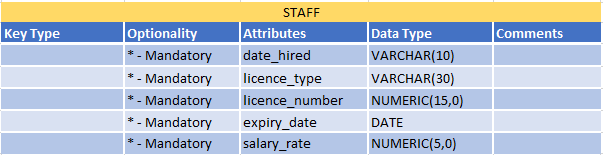 STAFF
Key Type Optionality Attributes Data Type Comments
* - Mandatory date_hired VARCHAR(10)
* - Mandatory licence_type VARCHAR(30)
* - Mandatory licence_number NUMERIC(15,0)
* - Mandatory expiry_date DATE
* - Mandatory salary_rate NUMERIC(5,0)